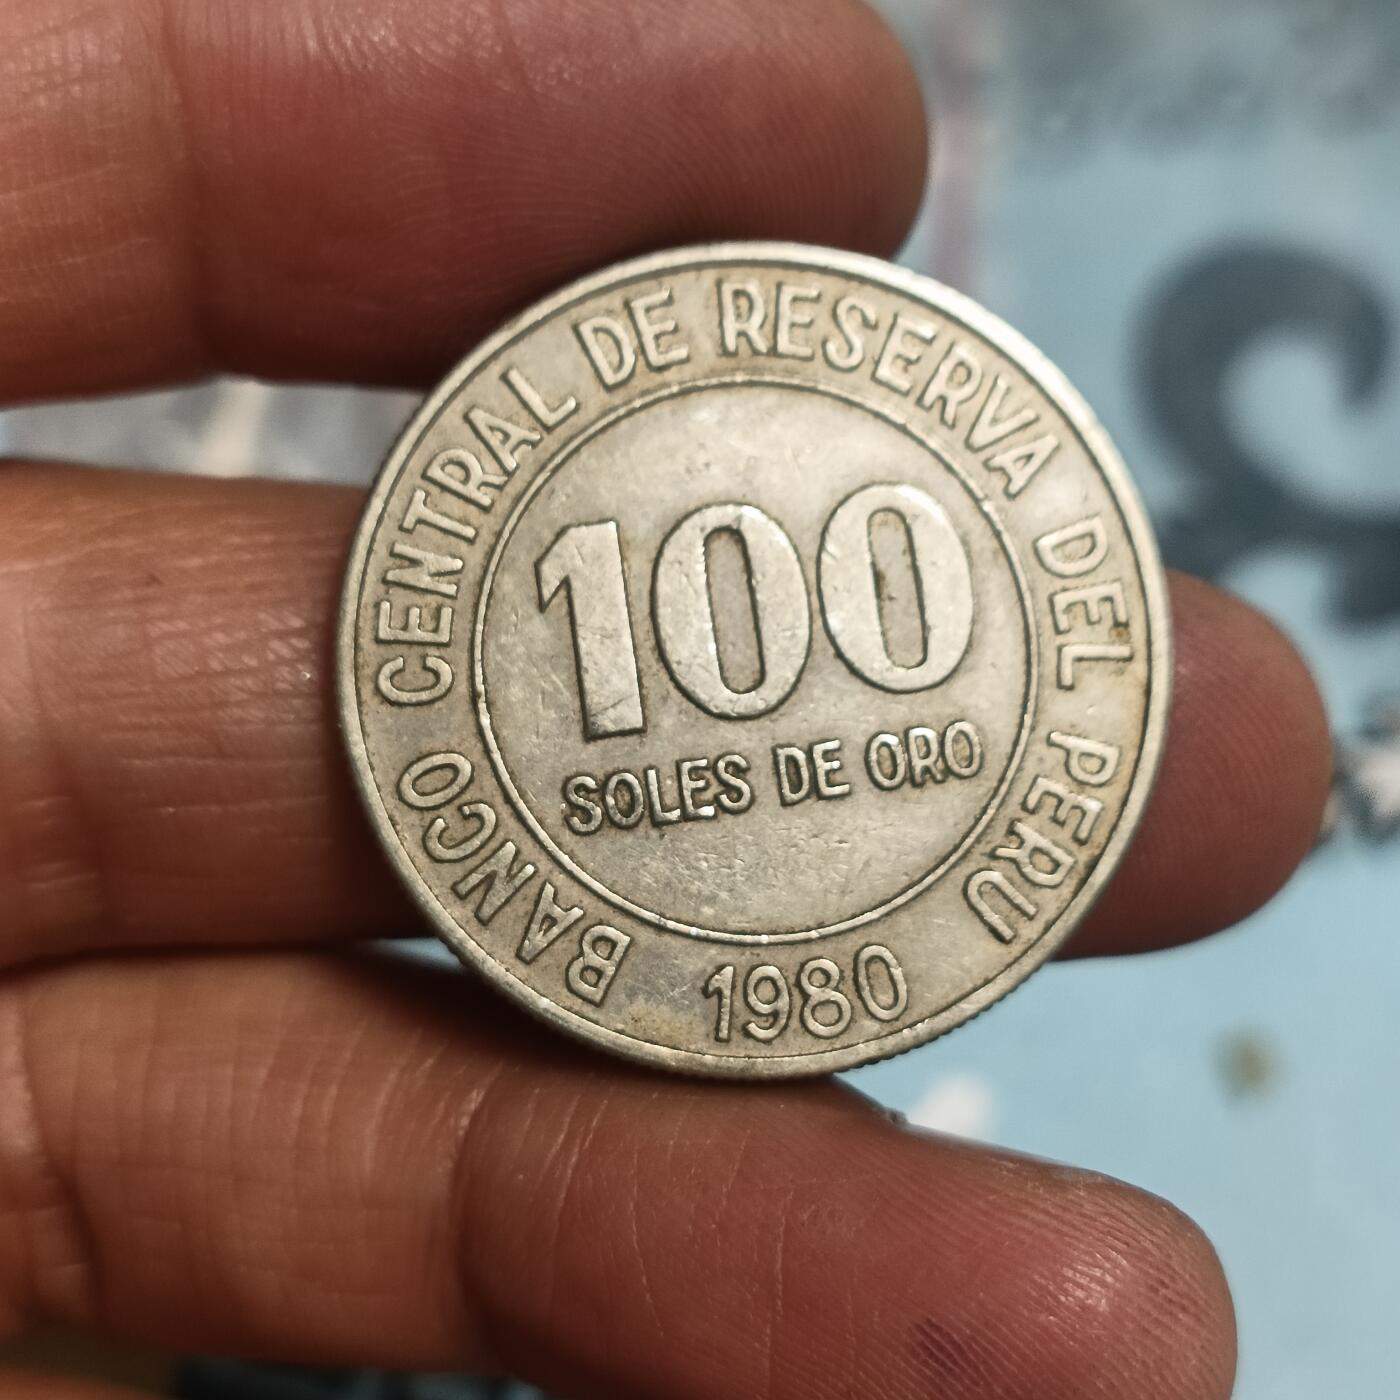 BANCO CENTRAL DE RESERVA DEL PERU
100
SOLES DE ORO
1980